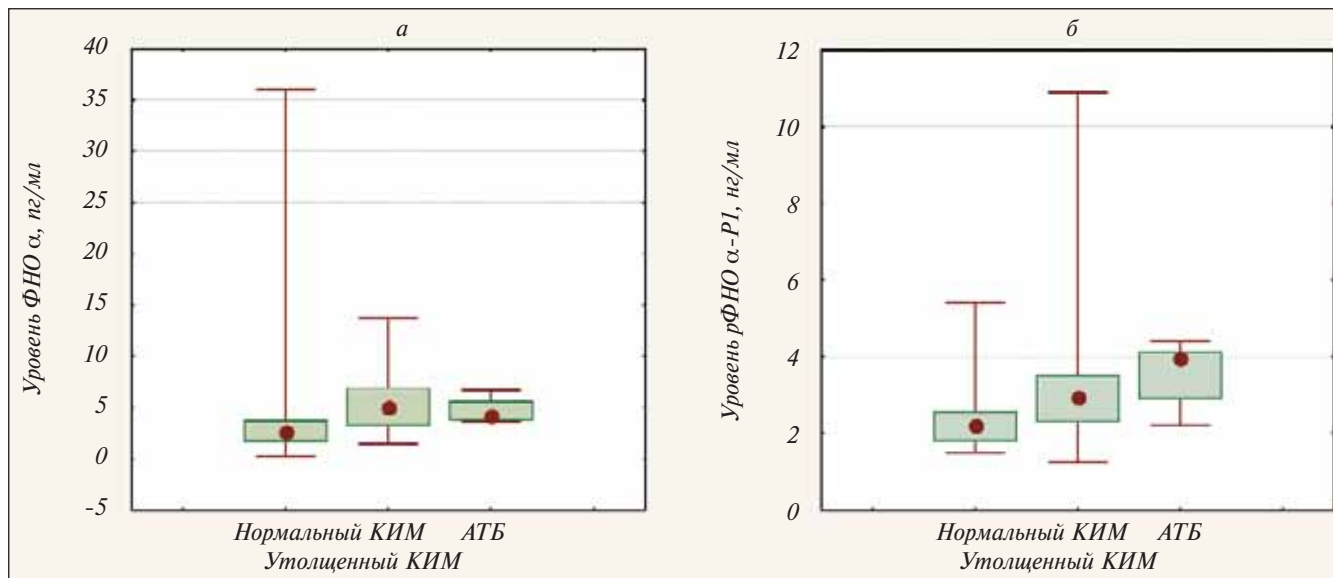 а
Уровень ФНО α, пг/мл
40
35
30
25
20
15
10
5
0
-5
Нормальный КИМ АТБ
Утолщенный КИМ
б
Уровень рФНО α-Р1, нг/мл
12
10
8
6
4
2
0
Нормальный КИМ АТБ
Утолщенный КИМ